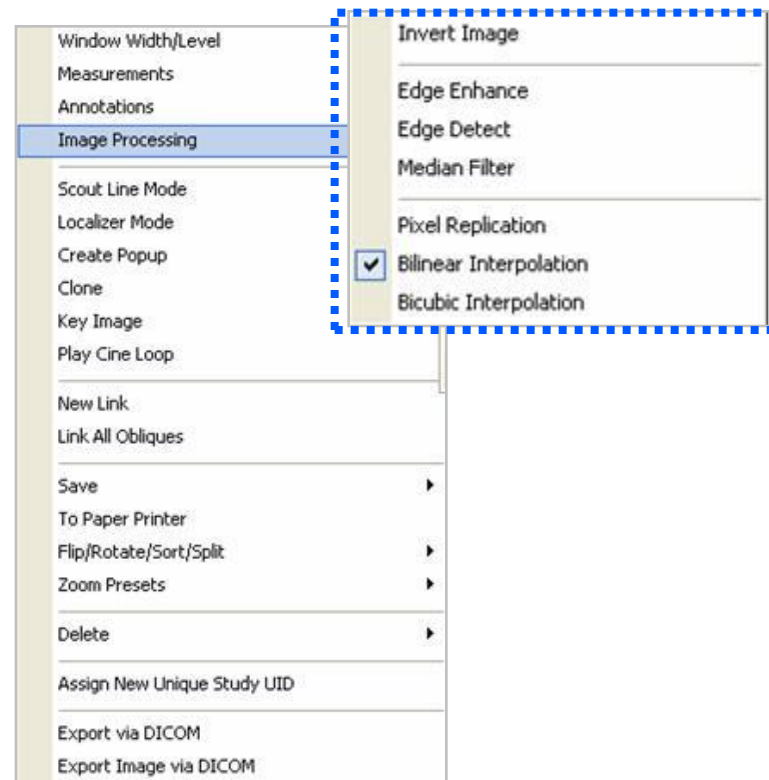 Window Width/Level
Measurements
Annotations
Image Processing
Scout Line Mode
Localizer Mode
Create Popup
Clone
Key Image
Play Cine Loop
New Link
Link All Obliques
Save
To Paper Printer
Flip/Rotate/Sort/Split
Zoom Presets
Delete
Assign New Unique Study UID
Export via DICOM
Export Image via DICOM
Invert Image
Edge Enhance
Edge Detect
Median Filter
Pixel Replication
Bilinear Interpolation
Bicubic Interpolation